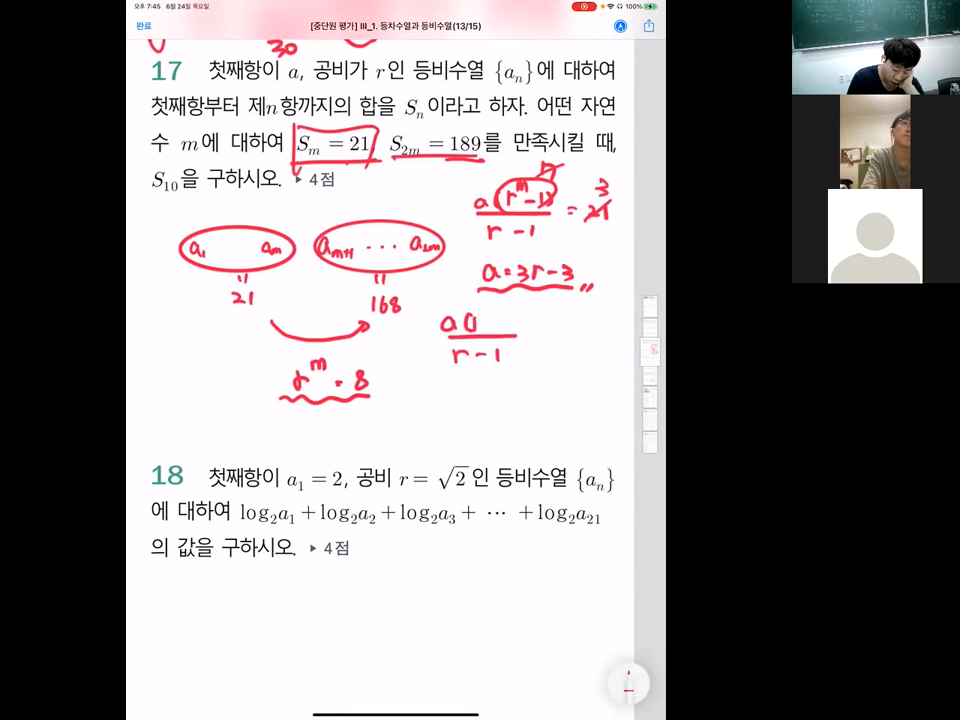 오후 7:45 6월 24일 목요일
100%
완료
[중단원 평가] III_1. 등차수열과 등비수열(13/15)
30
17 첫째항이 a, 공비가 r인 등비수열 {aₙ}에 대하여
첫째항부터 제n항까지의 합을 Sₙ이라고 하자. 어떤 자연
수 m에 대하여 Sₘ = 21, S₂ₘ = 189를 만족시킬 때,
S₁₀을 구하시오. ▶ 4점
a(r^m - 1) / (r - 1) = 21 3
a₁ aₘ
aₘ₊₁ ... a₂ₘ
21
168
a = 3r - 3
a( / r - 1
r^m = 8
18 첫째항이 a₁ = 2, 공비 r = √2인 등비수열 {aₙ}
에 대하여 log₂a₁ + log₂a₂ + log₂a₃ + ⋯ + log₂a₂₁
의 값을 구하시오. ▶ 4점